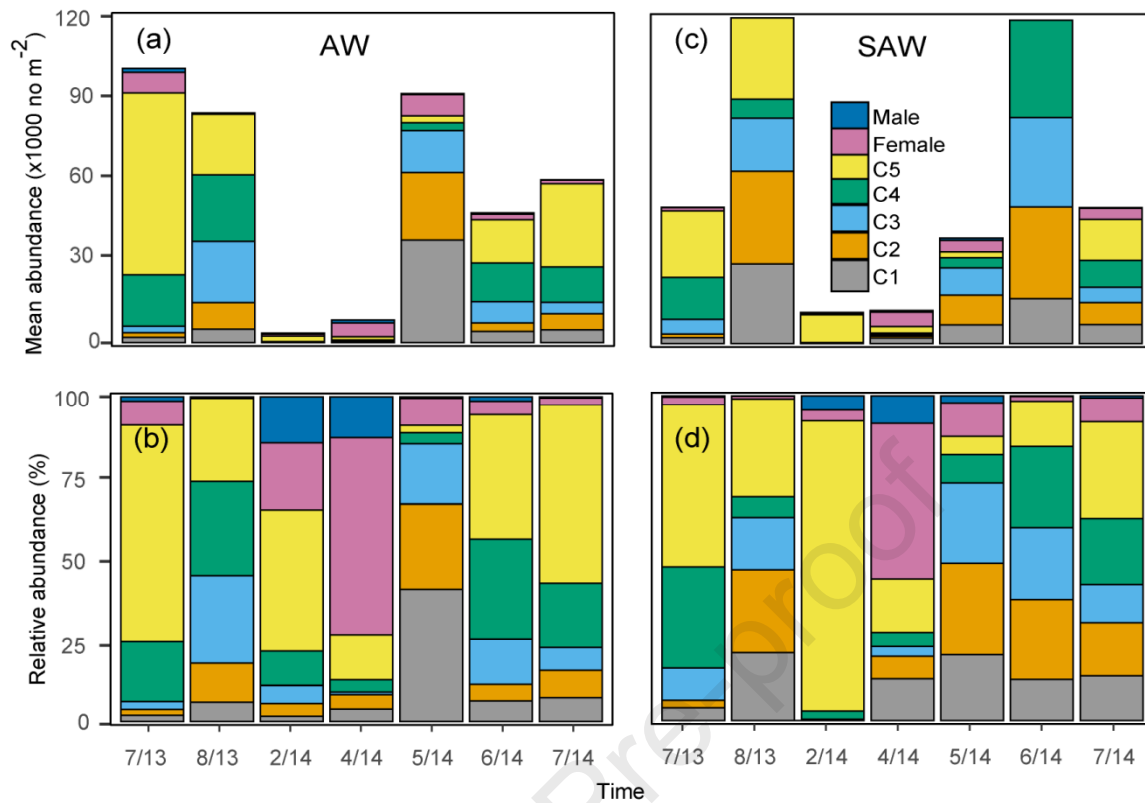 Mean abundance (x1000 no m⁻²)
120
90
60
30
0
(a)
AW
(c)
SAW
Male
Female
C5
C4
C3
C2
C1
Relative abundance (%)
100
75
50
25
0
(b)
(d)
7/13 8/13 2/14 4/14 5/14 6/14 7/14
7/13 8/13 2/14 4/14 5/14 6/14 7/14
Time
Pre-proof